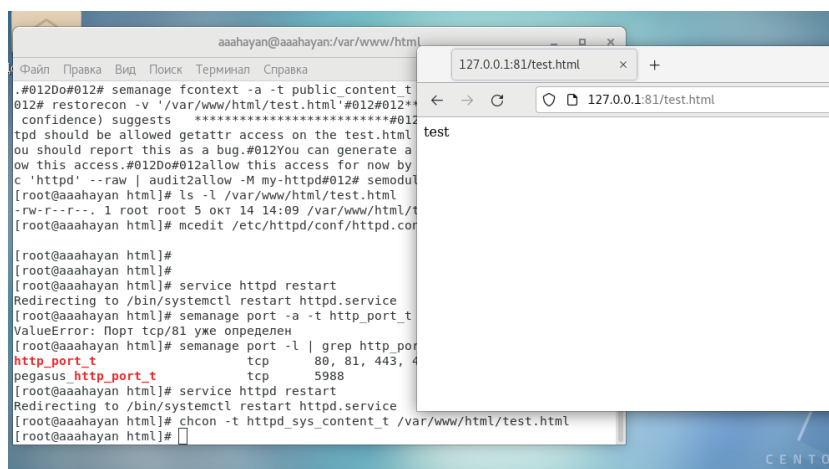 aaahayan@aaahayan:/var/www/html
Файл Правка Вид Поиск Терминал Справка
.#012Do#012# semanage fcontext -a -t public_content_t
012# restorecon -v '/var/www/html/test.html'#012#012**
confidence) suggests **************************#012
tpd should be allowed getattr access on the test.html
ou should report this as a bug.#012You can generate a
ow this access.#012Do#012allow this access for now by
c 'httpd' --raw | audit2allow -M my-httpd#012# semodul
[root@aaahayan html]# ls -l /var/www/html/test.html
-rw-r--r--. 1 root root 5 окт 14 14:09 /var/www/html/t
[root@aaahayan html]# mcedit /etc/httpd/conf/httpd.con
[root@aaahayan html]#
[root@aaahayan html]#
[root@aaahayan html]# service httpd restart
Redirecting to /bin/systemctl restart httpd.service
[root@aaahayan html]# semanage port -a -t http_port_t
ValueError: Порт tcp/81 уже определен
[root@aaahayan html]# semanage port -l | grep http_por
http_port_t tcp 80, 81, 443, 4
pegasus_http_port_t tcp 5988
[root@aaahayan html]# service httpd restart
Redirecting to /bin/systemctl restart httpd.service
[root@aaahayan html]# chcon -t httpd_sys_content_t /var/www/html/test.html
[root@aaahayan html]#
127.0.0.1:81/test.html
127.0.0.1:81/test.html
test
CENTO